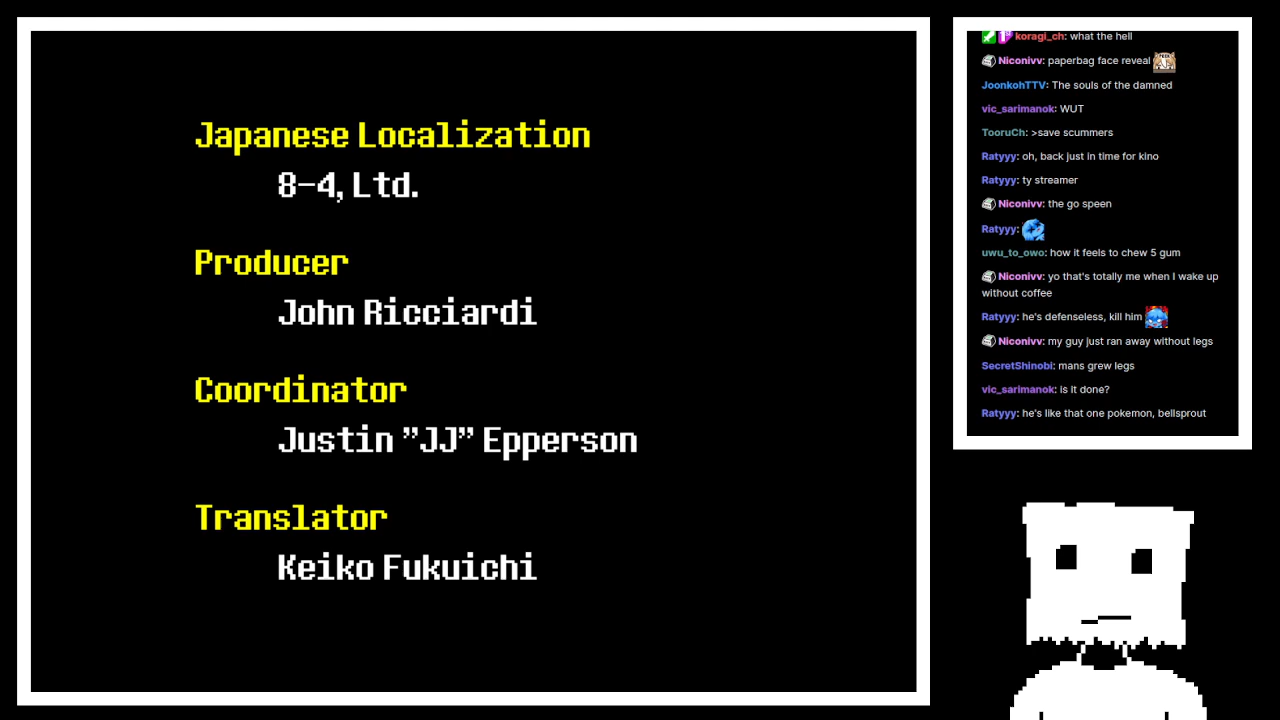 Japanese Localization
8-4, Ltd.
Producer
John Ricciardi
Coordinator
Justin "JJ" Epperson
Translator
Keiko Fukuichi
koragi_ch: what the hell
Niconivv: paperbag face reveal
JoonkohTTV: The souls of the damned
vic_sarimanok: WUT
TooruCh: >save scummers
Ratyyy: oh, back just in time for kino
Ratyyy: ty streamer
Niconivv: the go speen
Ratyyy:
uwu_to_owo: how it feels to chew 5 gum
Niconivv: yo that's totally me when I wake up
without coffee
Ratyyy: he's defenseless, kill him
Niconivv: my guy just ran away without legs
SecretShinobi: mans grew legs
vic_sarimanok: is it done?
Ratyyy: he's like that one pokemon, bellsprout